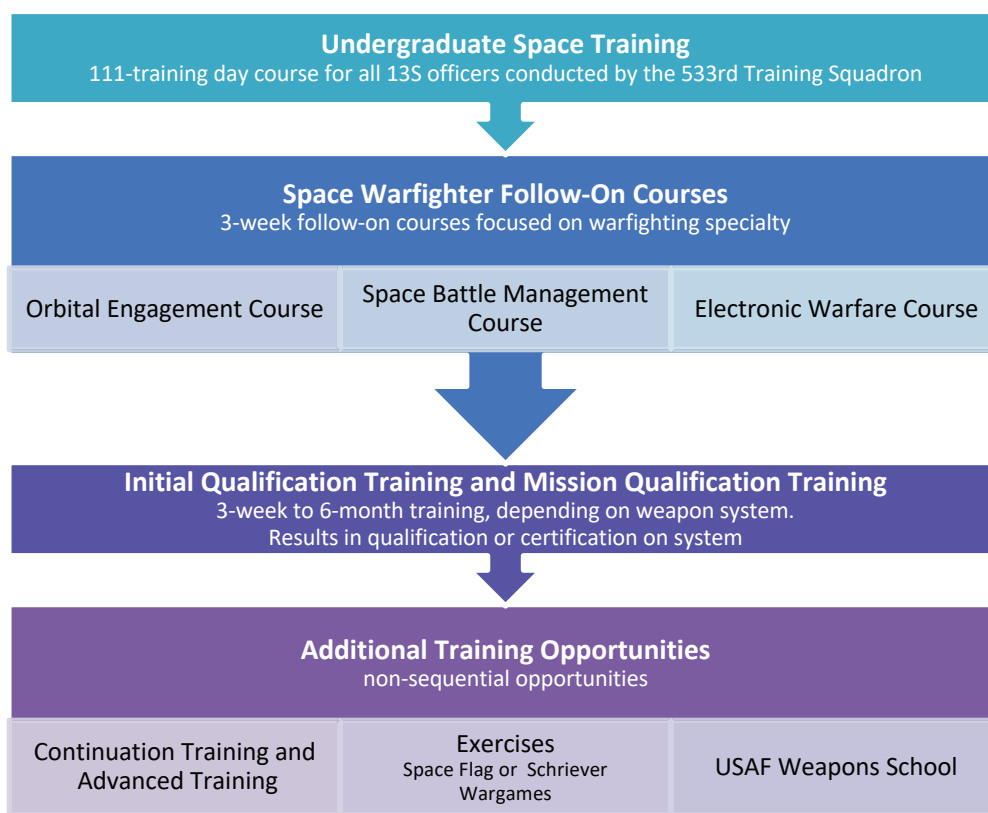 Undergraduate Space Training
111-training day course for all 13S officers conducted by the 533rd Training Squadron
Space Warfighter Follow-On Courses
3-week follow-on courses focused on warfighting specialty
Orbital Engagement Course
Space Battle Management
Course
Electronic Warfare Course
Initial Qualification Training and Mission Qualification Training
3-week to 6-month training, depending on weapon system.
Results in qualification or certification on system
Additional Training Opportunities
non-sequential opportunities
Continuation Training and
Advanced Training
Exercises
Space Flag or Schriever
Wargames
USAF Weapons School